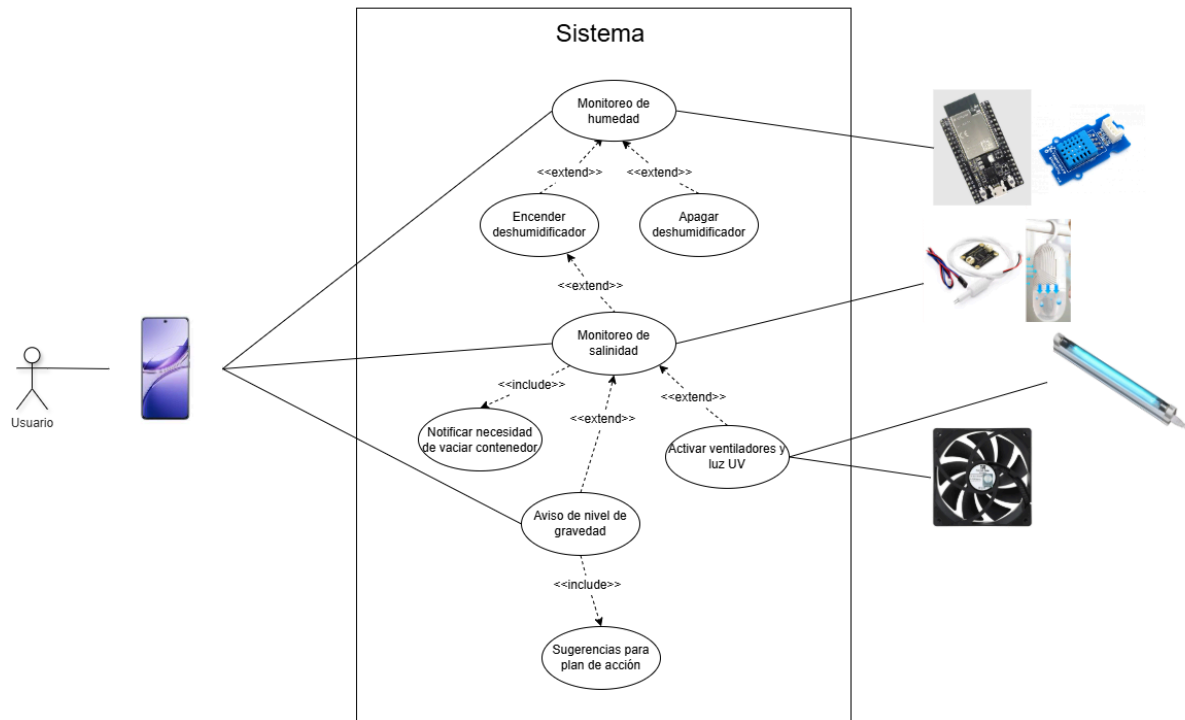 Sistema
Monitoreo de
humedad
<<extend>>
<<extend>>
Encender
deshumidificador
Apagar
deshumidificador
<<extend>>
Monitoreo de
salinidad
<<include>>
<<extend>>
<<extend>>
Usuario
Notificar necesidad
de vaciar contenedor
Activar ventiladores y
luz UV
Aviso de nivel de
gravedad
<<include>>
Sugerencias para
plan de acción